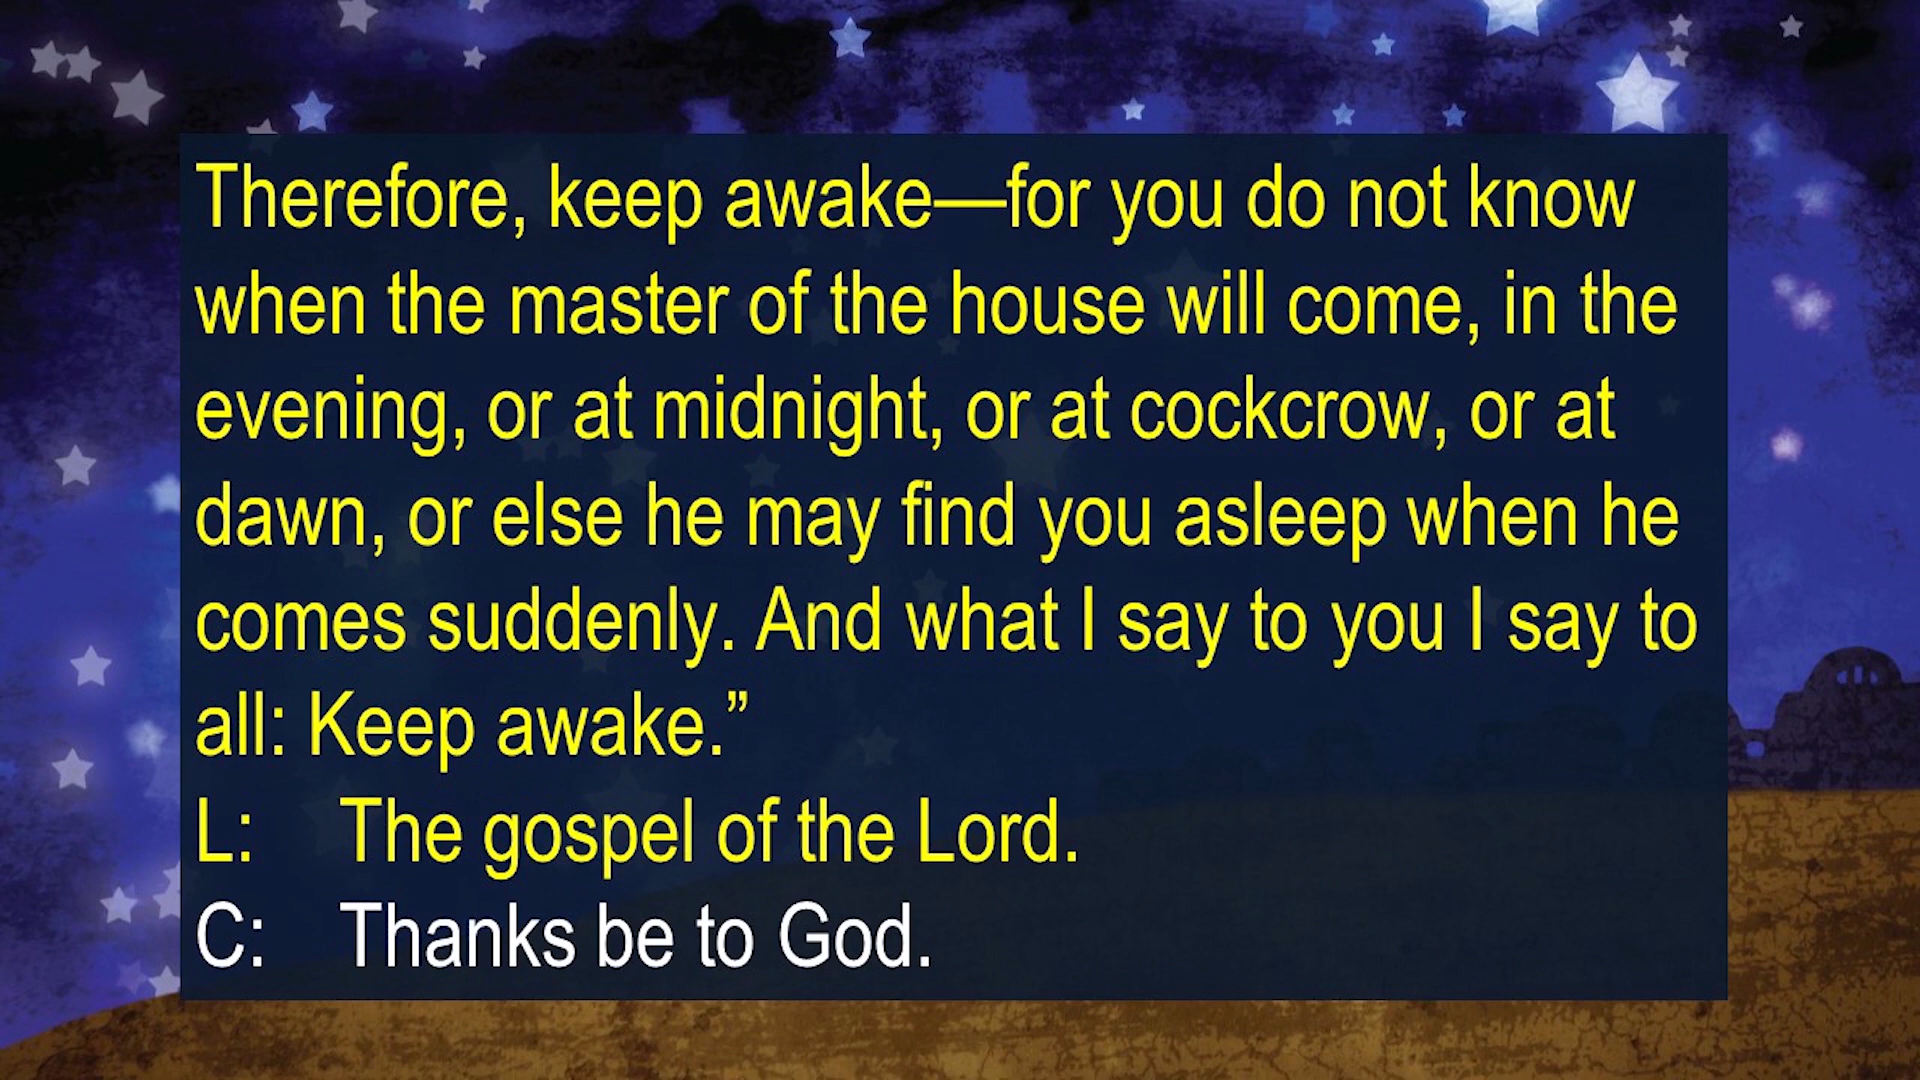 Therefore, keep awake—for you do not know
when the master of the house will come, in the
evening, or at midnight, or at cockcrow, or at
dawn, or else he may find you asleep when he
comes suddenly. And what I say to you I say to
all: Keep awake.”
L: The gospel of the Lord.
C: Thanks be to God.